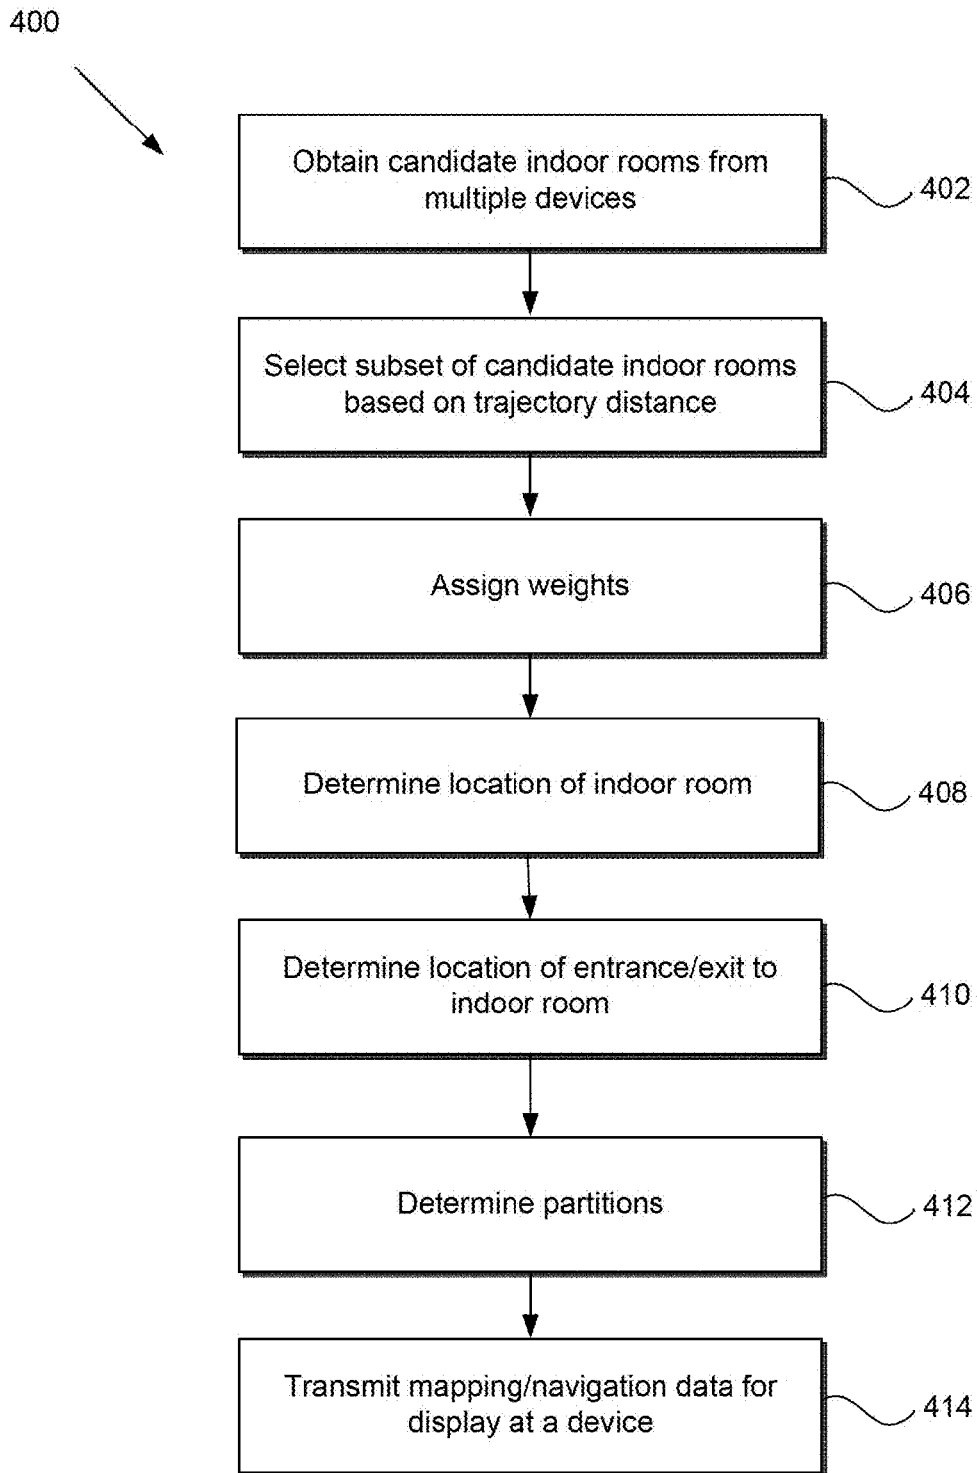 400
Obtain candidate indoor rooms from
multiple devices
402
Select subset of candidate indoor rooms
based on trajectory distance
404
Assign weights
406
Determine location of indoor room
408
Determine location of entrance/exit to
indoor room
410
Determine partitions
412
Transmit mapping/navigation data for
display at a device
414